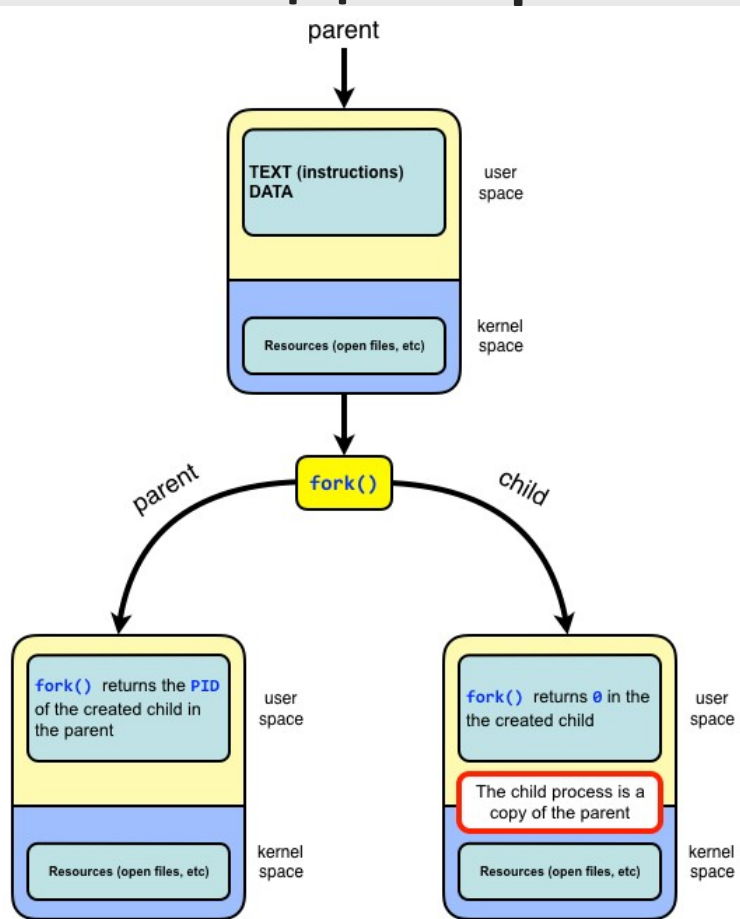 parent
TEXT (instructions)
DATA
user
space
Resources (open files, etc)
kernel
space
fork()
parent
child
fork() returns the PID
of the created child in
the parent
user
space
Resources (open files, etc)
kernel
space
fork() returns 0 in the
the created child
user
space
The child process is a
copy of the parent
Resources (open files, etc)
kernel
space